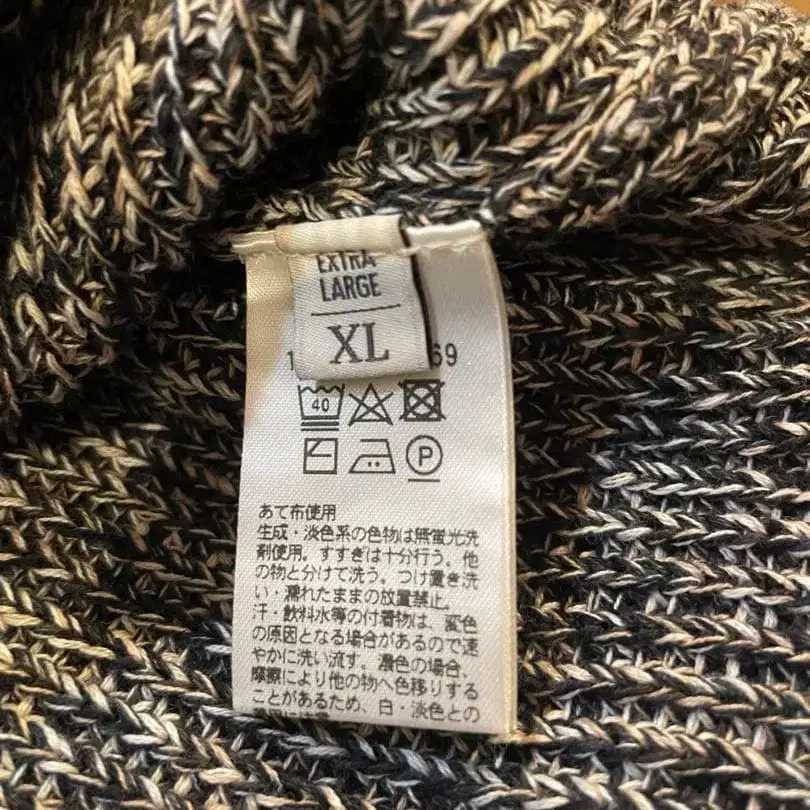 EXTRA
LARGE
XL
1
69
40
P
あて布使用
生成・淡色系の色物は無蛍光洗
剤使用。すすぎは十分行う。他
の物と分けて洗う。つけ置き洗
い・濡れたままの放置禁止。
汗・飲料水等の付着物は、変色
の原因となる場合があるので速
やかに洗い流す。濃色の場合、
摩擦により他の物へ色移りする
ことがあるため、白・淡色との